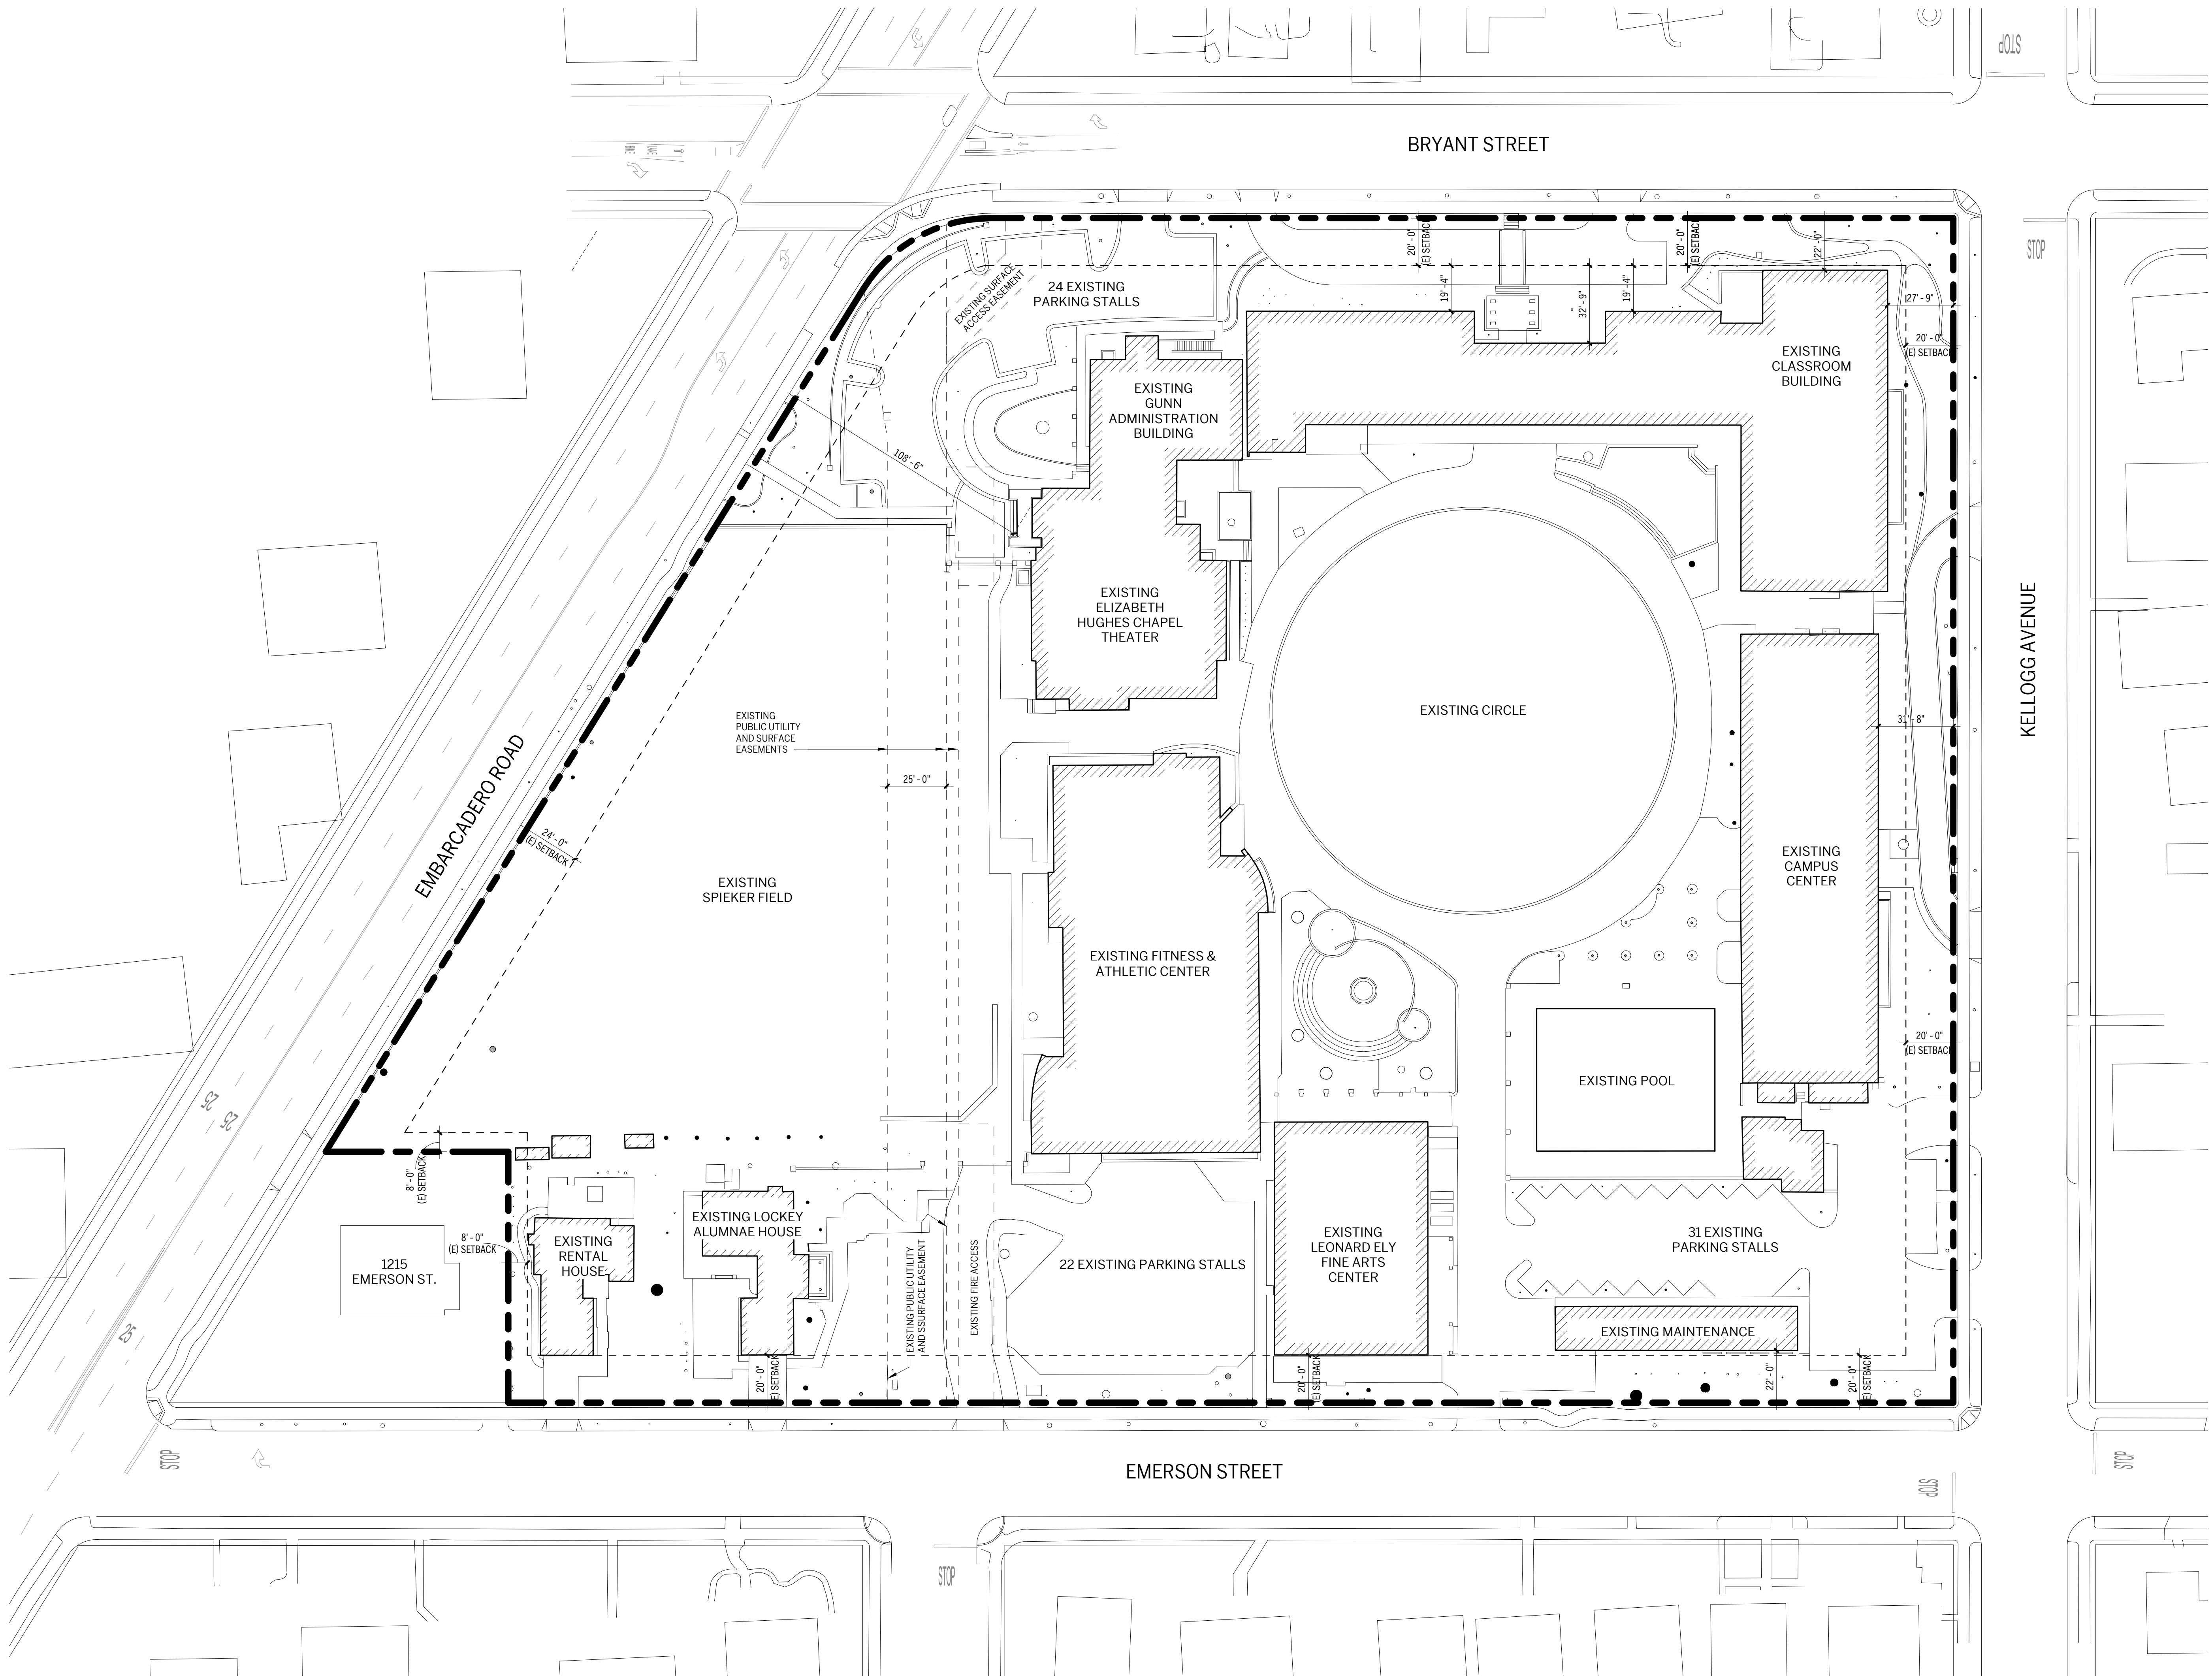 STOP
BRYANT STREET
BIKE
LANE
STOP
20' - 0"
(E) SETBACK
20' - 0"
(E) SETBACK
22' - 0"
EXISTING SURFACE
ACCESS EASEMENT
24 EXISTING
PARKING STALLS
19' - 4"
32' - 9"
19' - 4"
27' - 9"
20' - 0"
(E) SETBACK
EXISTING
CLASSROOM
BUILDING
EXISTING
GUNN
ADMINISTRATION
BUILDING
108' - 6"
EXISTING
ELIZABETH
HUGHES CHAPEL
THEATER
KELLOGG AVENUE
EXISTING
PUBLIC UTILITY
AND SURFACE
EASEMENTS
EXISTING CIRCLE
31' - 8"
25' - 0"
EMBARCADERO ROAD
24' - 0"
(E) SETBACK
EXISTING
SPIEKER FIELD
EXISTING
CAMPUS
CENTER
EXISTING FITNESS &
ATHLETIC CENTER
20' - 0"
(E) SETBACK
EXISTING POOL
25
25
8' - 0"
(E) SETBACK
8' - 0"
(E) SETBACK
1215
EMERSON ST.
EXISTING
RENTAL
HOUSE
EXISTING LOCKEY
ALUMNAE HOUSE
EXISTING PUBLIC UTILITY
AND SSURFACE EASEMENT
EXISTING FIRE ACCESS
22 EXISTING PARKING STALLS
EXISTING
LEONARD ELY
FINE ARTS
CENTER
31 EXISTING
PARKING STALLS
EXISTING MAINTENANCE
25
20' - 0"
(E) SETBACK
20' - 0"
(E) SETBACK
22' - 0"
20' - 0"
(E) SETBACK
STOP
EMERSON STREET
STOP
STOP
STOP